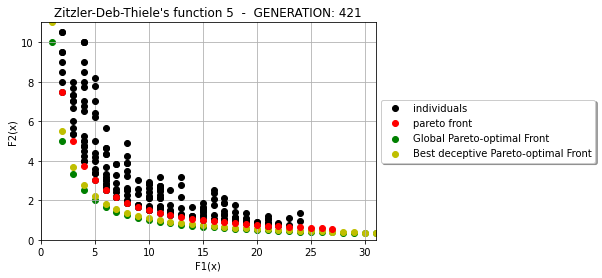 Zitzler-Deb-Thiele's function 5 - GENERATION: 421
10
8
6
4
2
0
F2(x)
0 5 10 15 20 25 30
F1(x)
individuals
pareto front
Global Pareto-optimal Front
Best deceptive Pareto-optimal Front